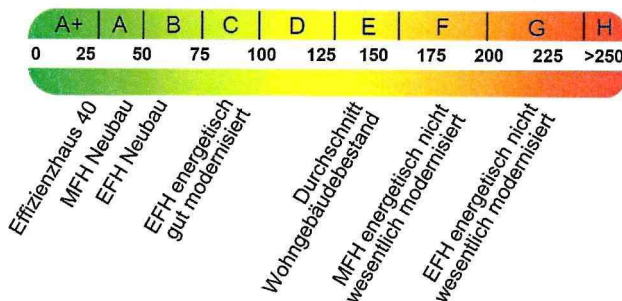 A+ A B C D E F G H
0 25 50 75 100 125 150 175 200 225 >250
Effizienzhaus 40
MFH Neubau
EFH Neubau
EFH energetisch
gut modernisiert
Durchschnitt
Wohngebäudebestand
MFH energetisch nicht
wesentlich modernisiert
EFH energetisch nicht
wesentlich modernisiert